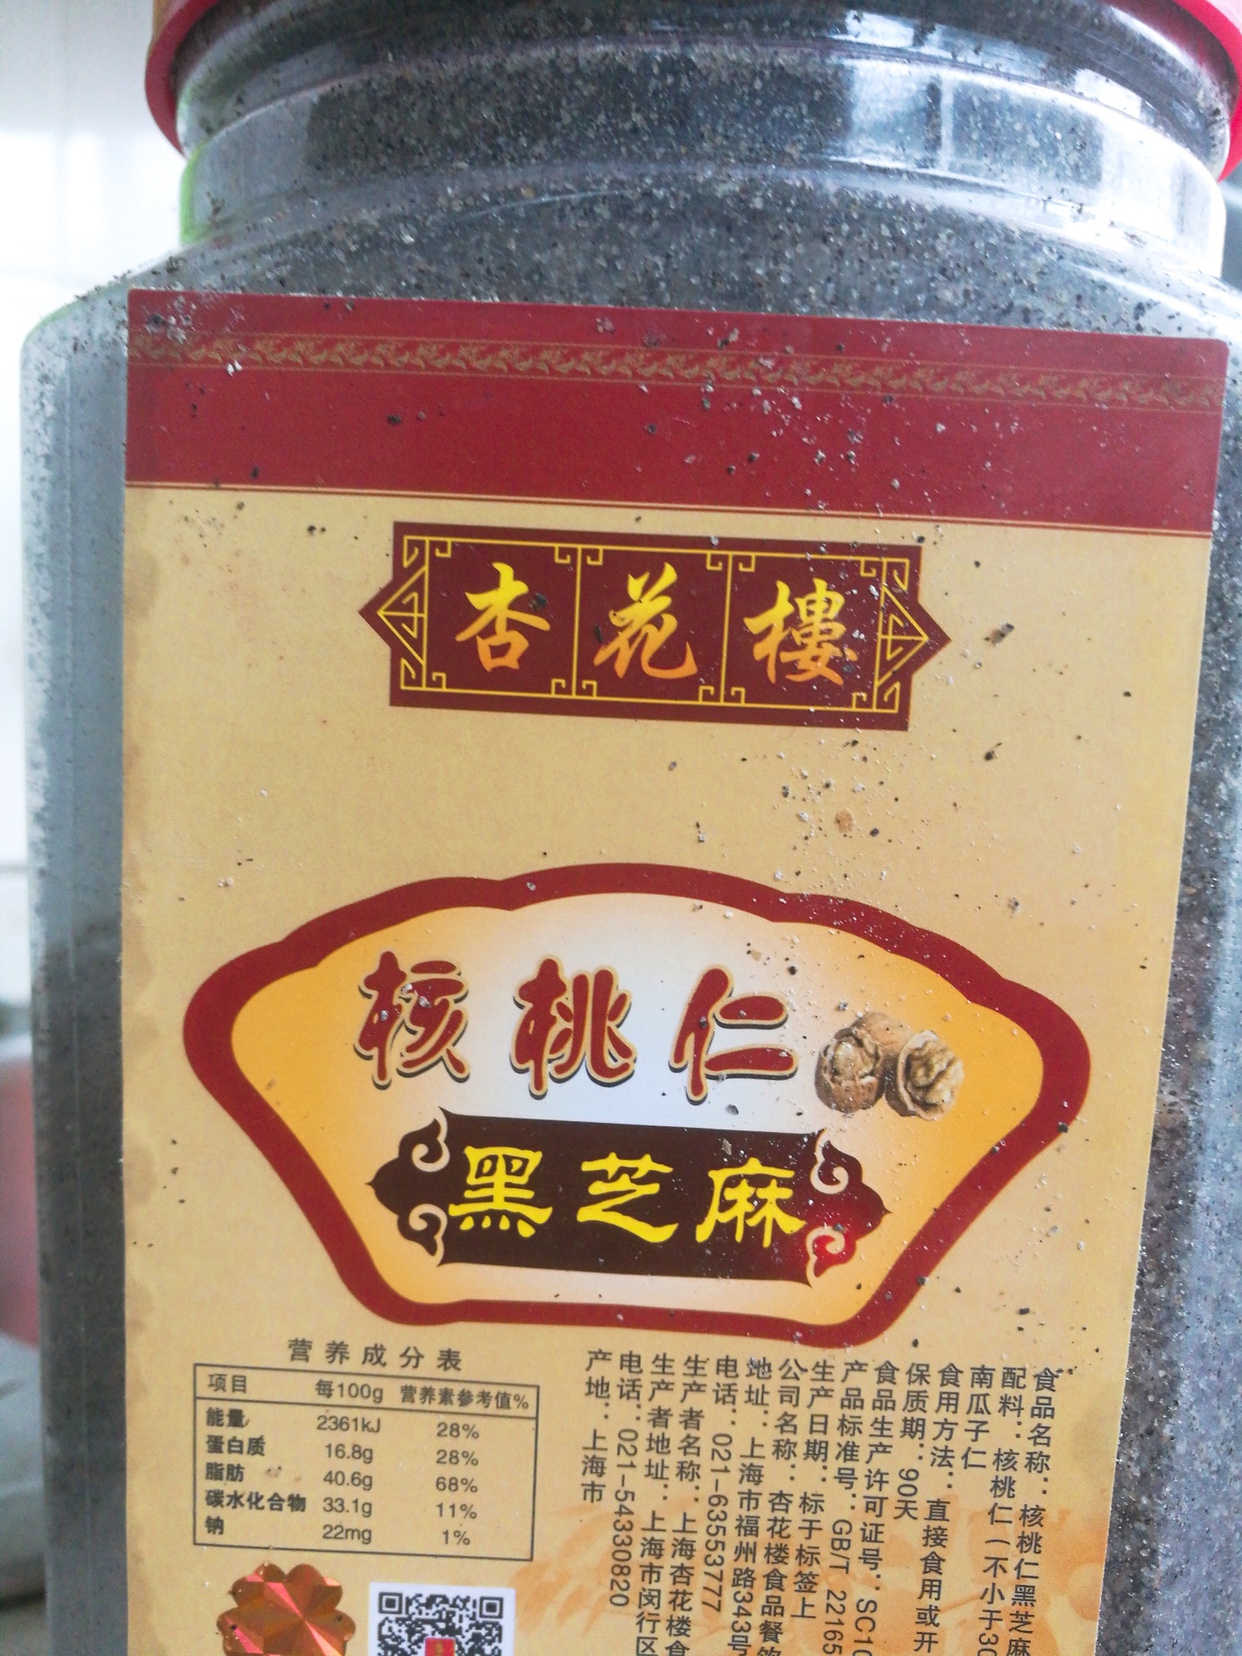 杏花樓
核桃仁
黑芝麻
营养成分表
项目 每100g 营养素参考值%
能量 2361kJ 28%
蛋白质 16.8g 28%
脂肪 40.6g 68%
碳水化合物 33.1g 11%
钠 22mg 1%
食品名称：核桃仁黑芝麻
配料：核桃仁（不小于30
南瓜子仁
食用方法：直接食用或开
保质期：90天
食品生产许可证号：SC10
产品标准号：GB/T 22165
生产日期：标于标签上
公司名称：杏花楼食品餐饮
地址：上海市福州路343号
电话：021-63553777
生产者名称：上海杏花楼食
生产者地址：上海市闵行区
电话：021-54330820
产地：上海市